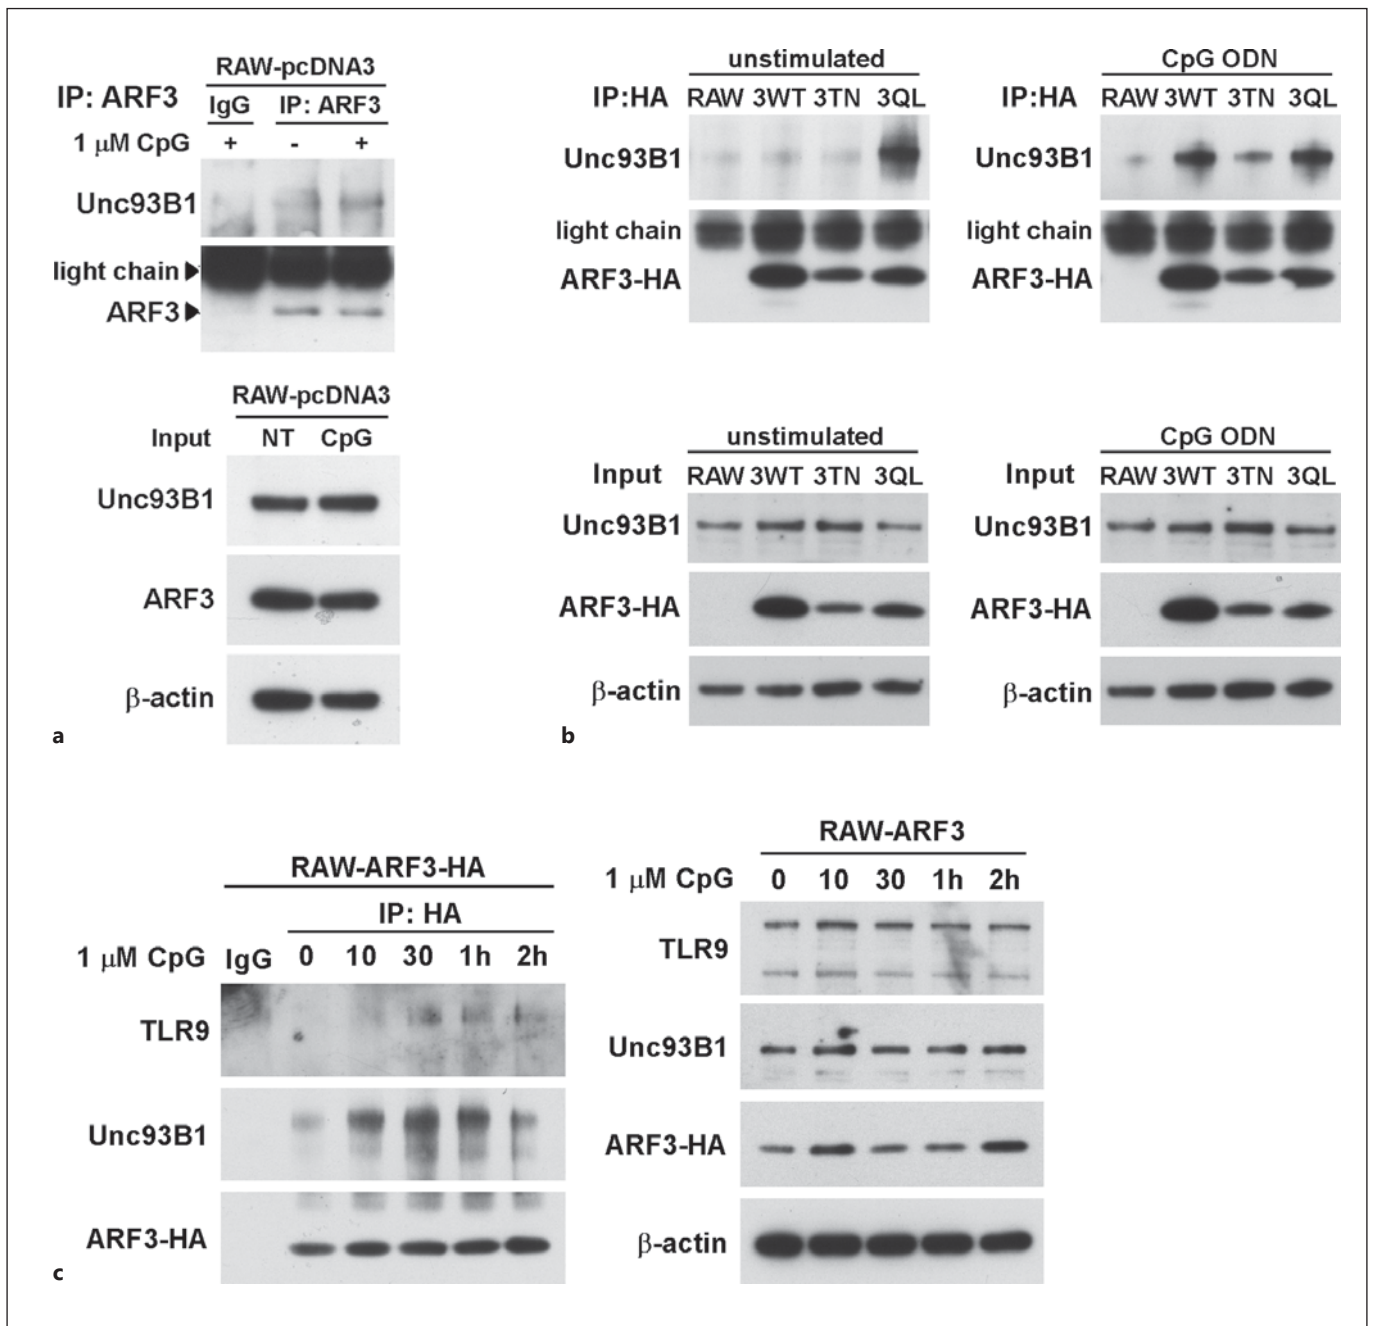 RAW-pcDNA3
IP: ARF3
IgG IP: ARF3
1 μM CpG + - +
Unc93B1
light chain
ARF3
RAW-pcDNA3
Input NT CpG
Unc93B1
ARF3
β-actin
a
unstimulated
IP:HA RAW 3WT 3TN 3QL
Unc93B1
light chain
ARF3-HA
CpG ODN
IP:HA RAW 3WT 3TN 3QL
Unc93B1
light chain
ARF3-HA
unstimulated
Input RAW 3WT 3TN 3QL
Unc93B1
ARF3-HA
β-actin
CpG ODN
Input RAW 3WT 3TN 3QL
Unc93B1
ARF3-HA
β-actin
b
RAW-ARF3-HA
IP: HA
1 μM CpG IgG 0 10 30 1h 2h
TLR9
Unc93B1
ARF3-HA
RAW-ARF3
1 μM CpG 0 10 30 1h 2h
TLR9
Unc93B1
ARF3-HA
β-actin
c